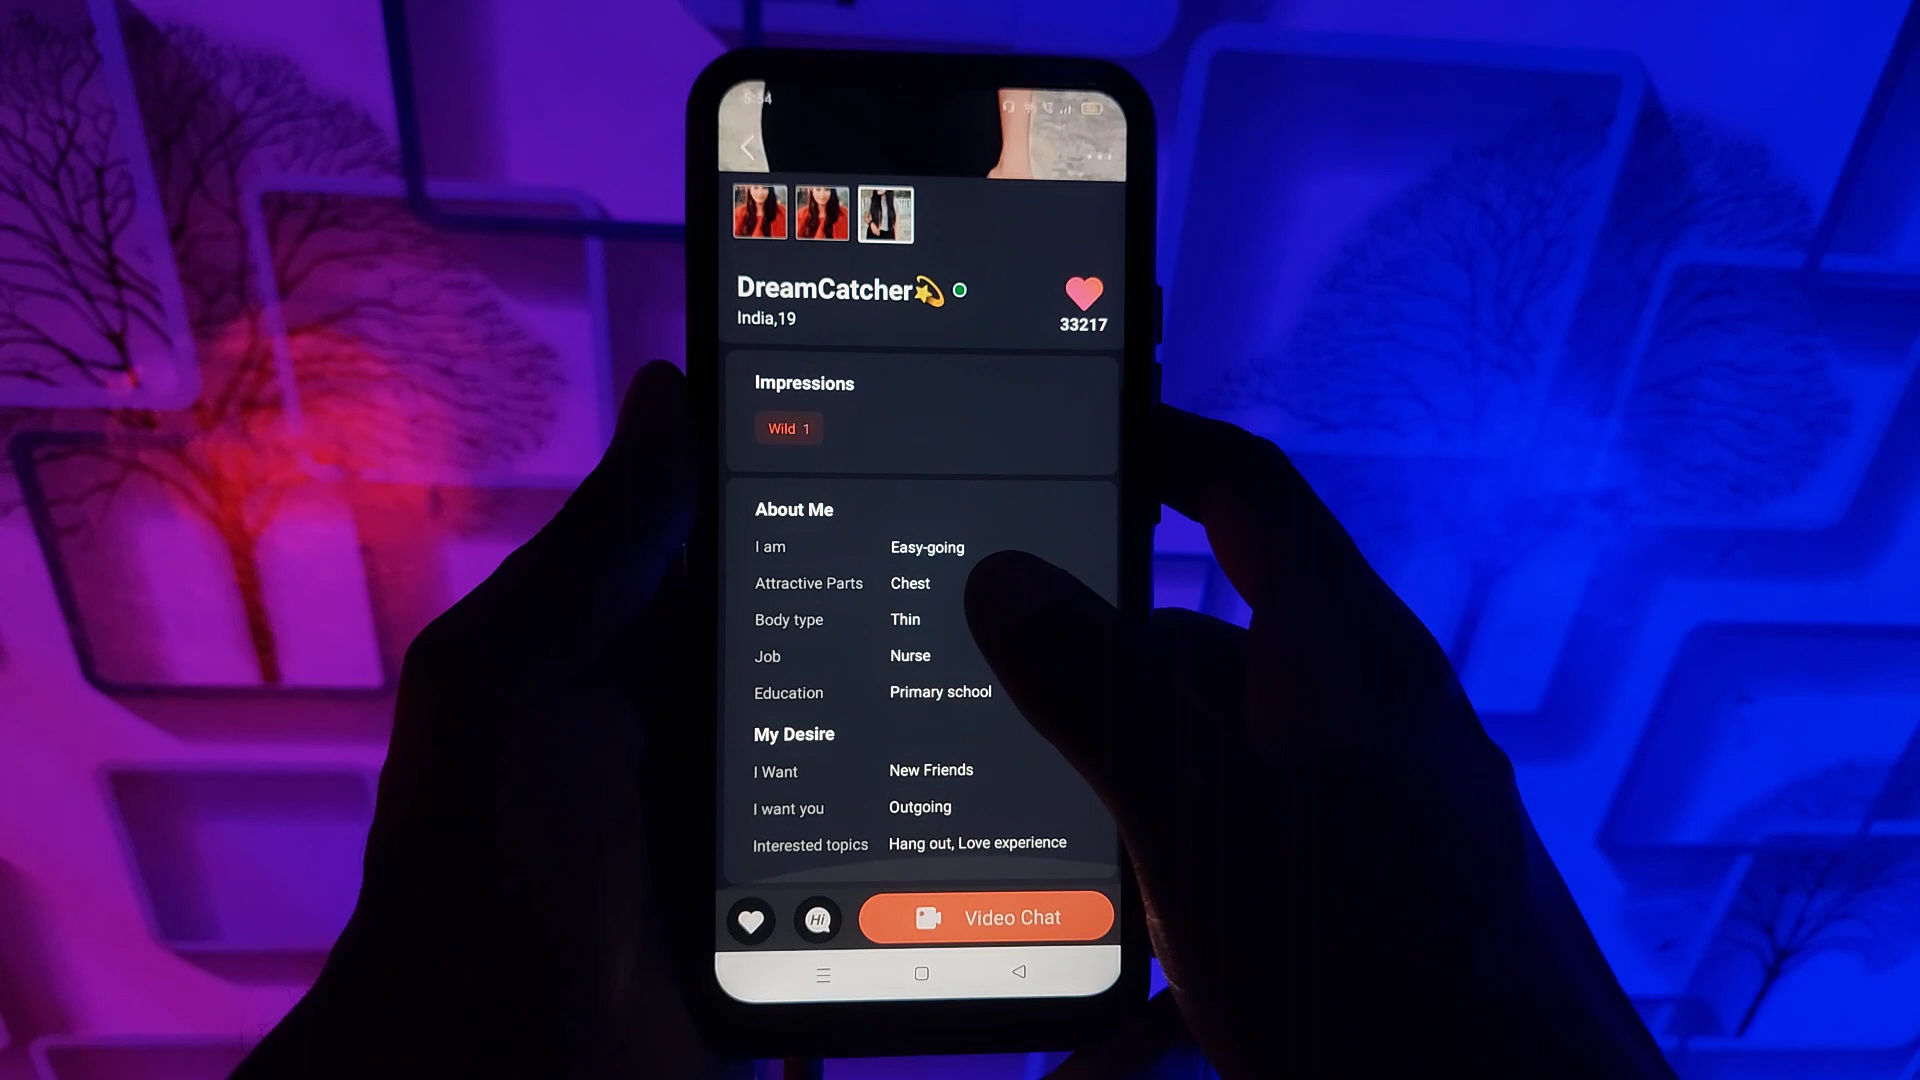 5:54
DreamCatcher💫
India,19
33217
Impressions
Wild 1
About Me
I am Easy-going
Attractive Parts Chest
Body type Thin
Job Nurse
Education Primary school
My Desire
I Want New Friends
I want you Outgoing
Interested topics Hang out, Love experience
Hi
Video Chat